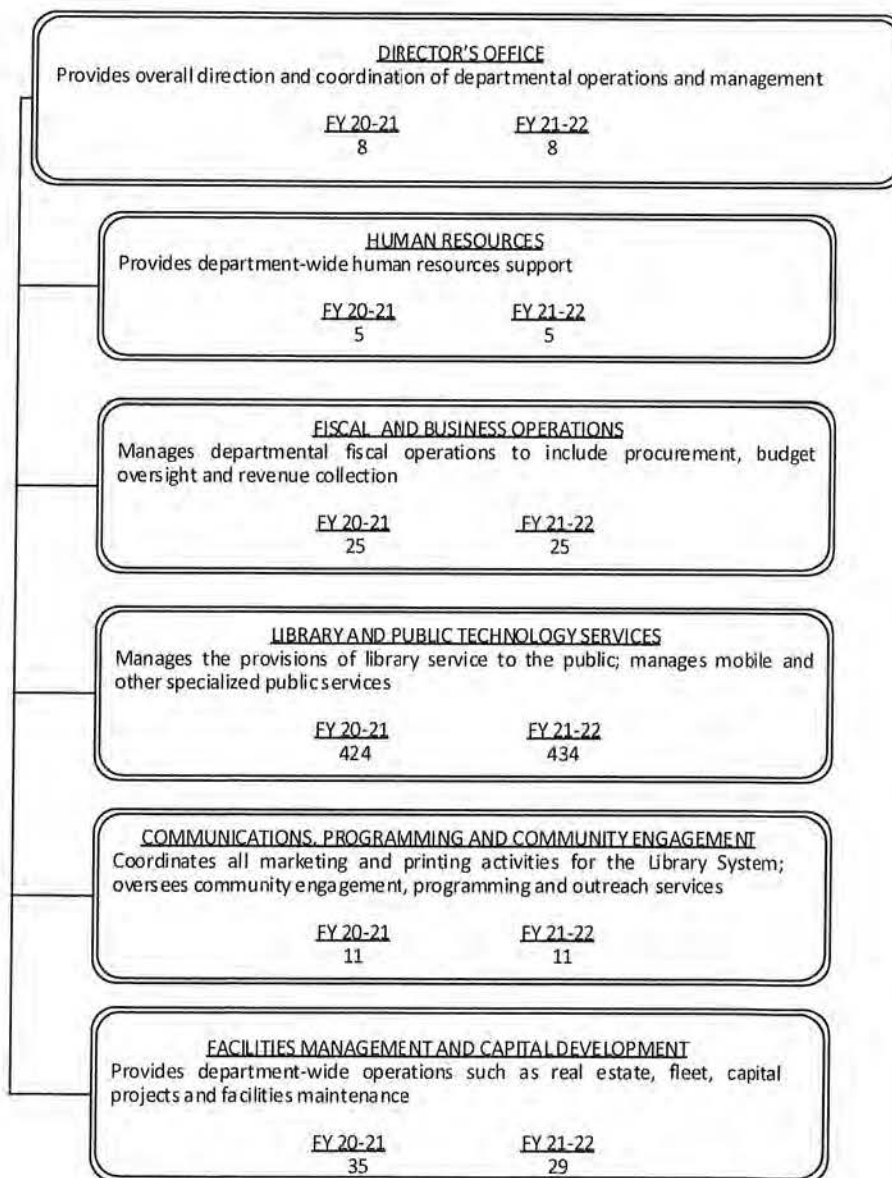 DIRECTOR'S OFFICE
Provides overall direction and coordination of departmental operations and management
FY 20-21 FY 21-22
8 8
HUMAN RESOURCES
Provides department-wide human resources support
FY 20-21 FY 21-22
5 5
FISCAL AND BUSINESS OPERATIONS
Manages departmental fiscal operations to include procurement, budget
oversight and revenue collection
FY 20-21 FY 21-22
25 25
LIBRARY AND PUBLIC TECHNOLOGY SERVICES
Manages the provisions of library service to the public; manages mobile and
other specialized public services
FY 20-21 FY 21-22
424 434
COMMUNICATIONS, PROGRAMMING AND COMMUNITY ENGAGEMENT
Coordinates all marketing and printing activities for the Library System;
oversees community engagement, programming and outreach services
FY 20-21 FY 21-22
11 11
FACILITIES MANAGEMENT AND CAPITAL DEVELOPMENT
Provides department-wide operations such as real estate, fleet, capital
projects and facilities maintenance
FY 20-21 FY 21-22
35 29